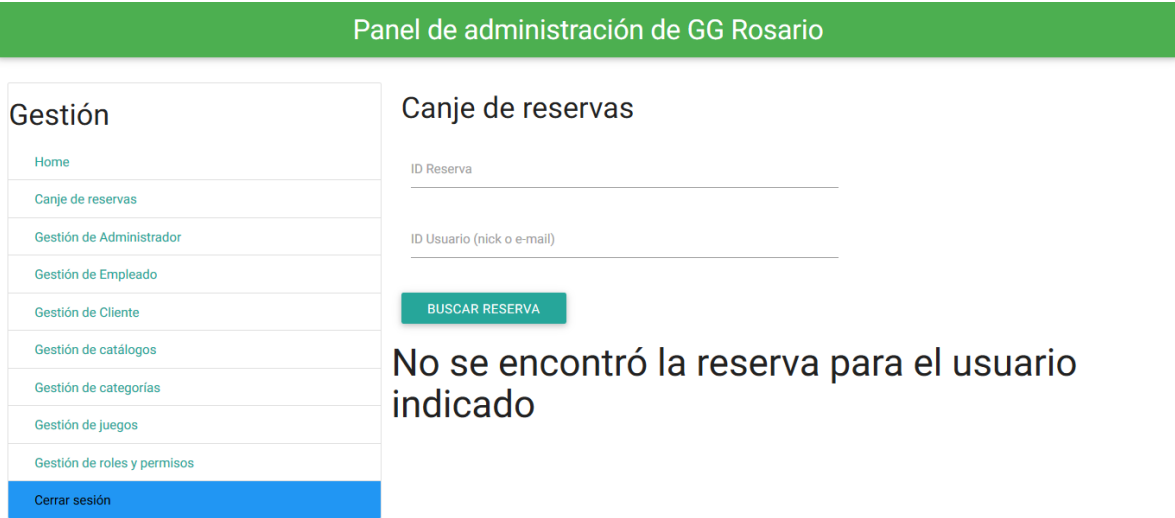 Panel de administración de GG Rosario
Gestión
Home
Canje de reservas
Gestión de Administrador
Gestión de Empleado
Gestión de Cliente
Gestión de catálogos
Gestión de categorías
Gestión de juegos
Gestión de roles y permisos
Cerrar sesión
Canje de reservas
ID Reserva
ID Usuario (nick o e-mail)
BUSCAR RESERVA
No se encontró la reserva para el usuario
indicado